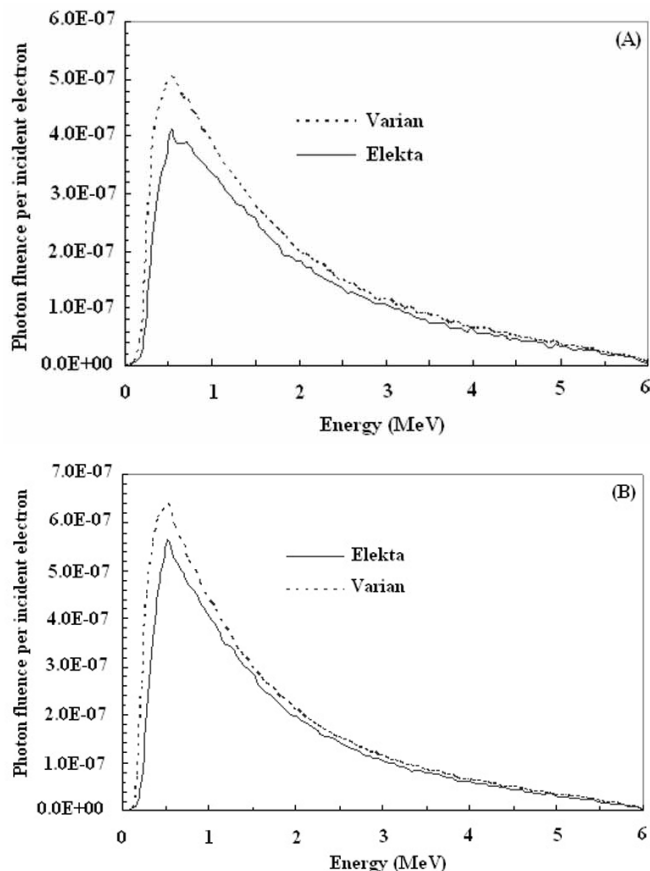 (A)
Photon fluence per incident electron
6.0E-07
5.0E-07
4.0E-07
3.0E-07
2.0E-07
1.0E-07
0.0E+00
Varian
Elekta
0 1 2 3 4 5 6
Energy (MeV)
(B)
Photon fluence per incident electron
7.0E-07
6.0E-07
5.0E-07
4.0E-07
3.0E-07
2.0E-07
1.0E-07
0.0E+00
Elekta
Varian
0 1 2 3 4 5 6
Energy (MeV)